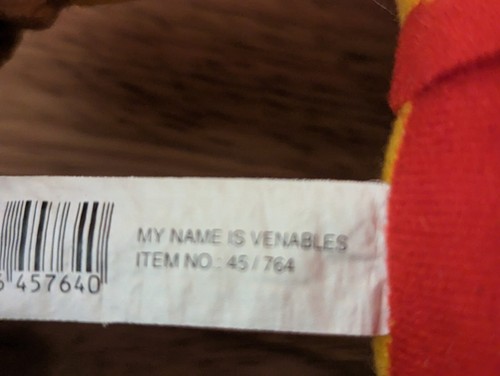 MY NAME IS VENABLES
ITEM NO.: 45 / 764
457640